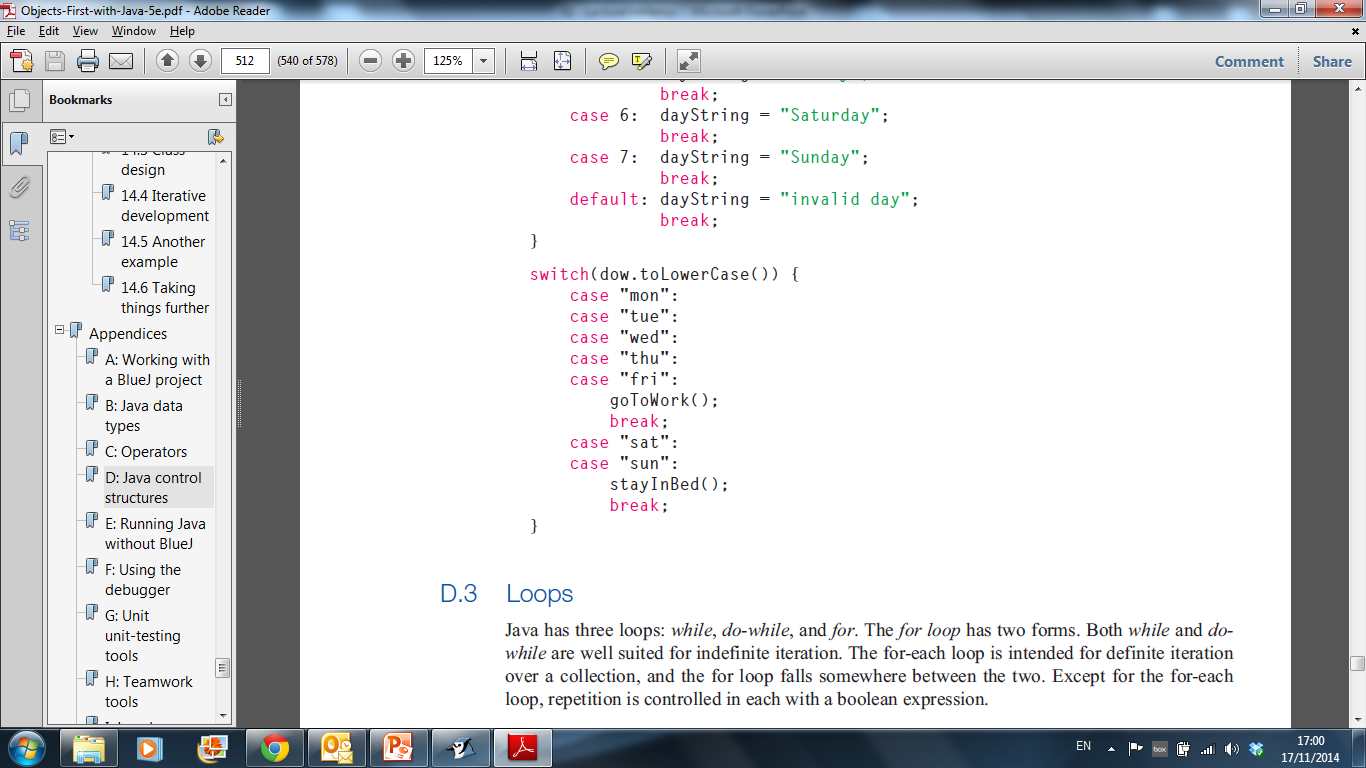 Objects-First-with-Java-5e.pdf - Adobe Reader
File Edit View Window Help
512 (540 of 578) 125% Comment Share
Bookmarks
design
14.4 Iterative
development
14.5 Another
example
14.6 Taking
things further
Appendices
A: Working with
a BlueJ project
B: Java data
types
C: Operators
D: Java control
structures
E: Running Java
without BlueJ
F: Using the
debugger
G: Unit
unit-testing
tools
H: Teamwork
tools
break;
case 6: dayString = "Saturday";
break;
case 7: dayString = "Sunday";
break;
default: dayString = "invalid day";
break;
}
switch(dow.toLowerCase()) {
case "mon":
case "tue":
case "wed":
case "thu":
case "fri":
goToWork();
break;
case "sat":
case "sun":
stayInBed();
break;
}
D.3 Loops
Java has three loops: while, do-while, and for. The for loop has two forms. Both while and do-
while are well suited for indefinite iteration. The for-each loop is intended for definite iteration
over a collection, and the for loop falls somewhere between the two. Except for the for-each
loop, repetition is controlled in each with a boolean expression.
EN box 17:00
17/11/2014